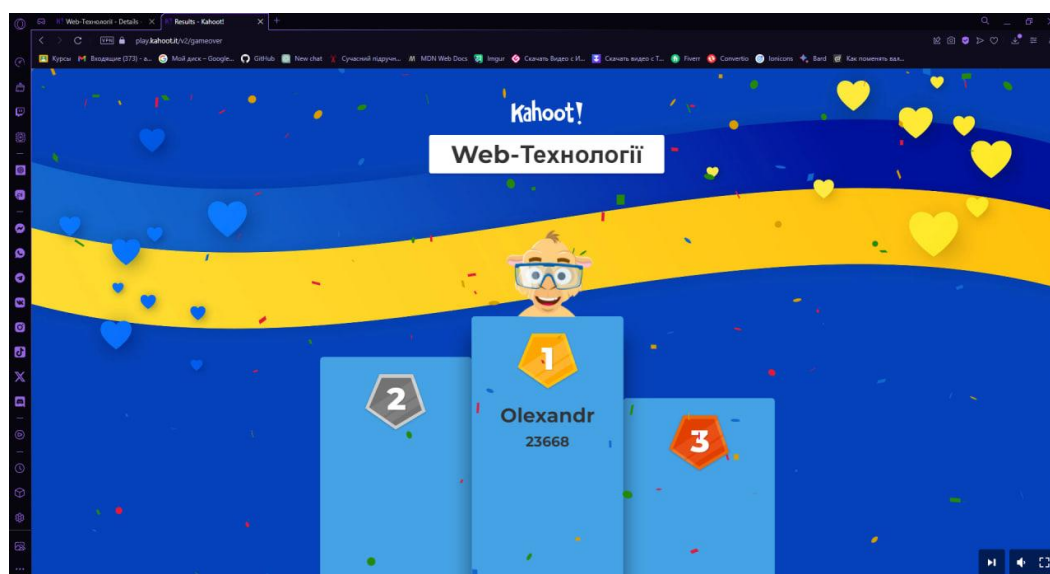 Web-Технології - Details -
Results - Kahoot!
VPN
play.kahoot.it/v2/gameover
Курсы
Входящие (373) - a...
Мой диск – Google...
GitHub
New chat
Сучасний підручн...
MDN Web Docs
Imgur
Скачать Видео с И...
Скачать видео с Т...
Fiverr
Convertio
Ionicons
Bard
Как поменять вал...
Kahoot!
Web-Технології
1
2
Olexandr
23668
3